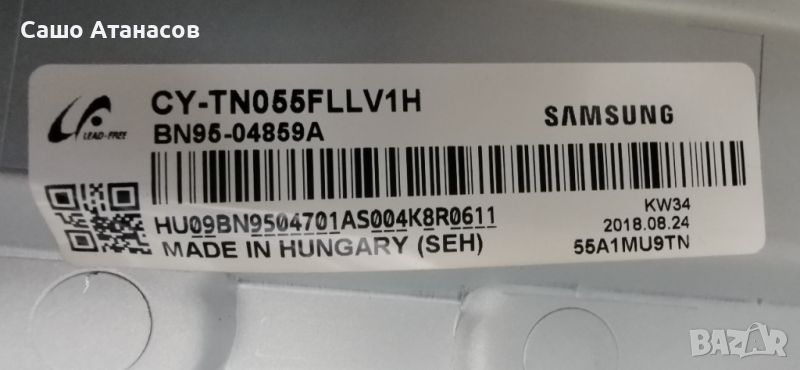 Сашо Атанасов
LEAD-FREE
CY-TN055FLLV1H
BN95-04859A
SAMSUNG
HU09BN9504701AS004K8R0611
KW34
2018.08.24
MADE IN HUNGARY (SEH)
55A1MU9TN
BAZAR